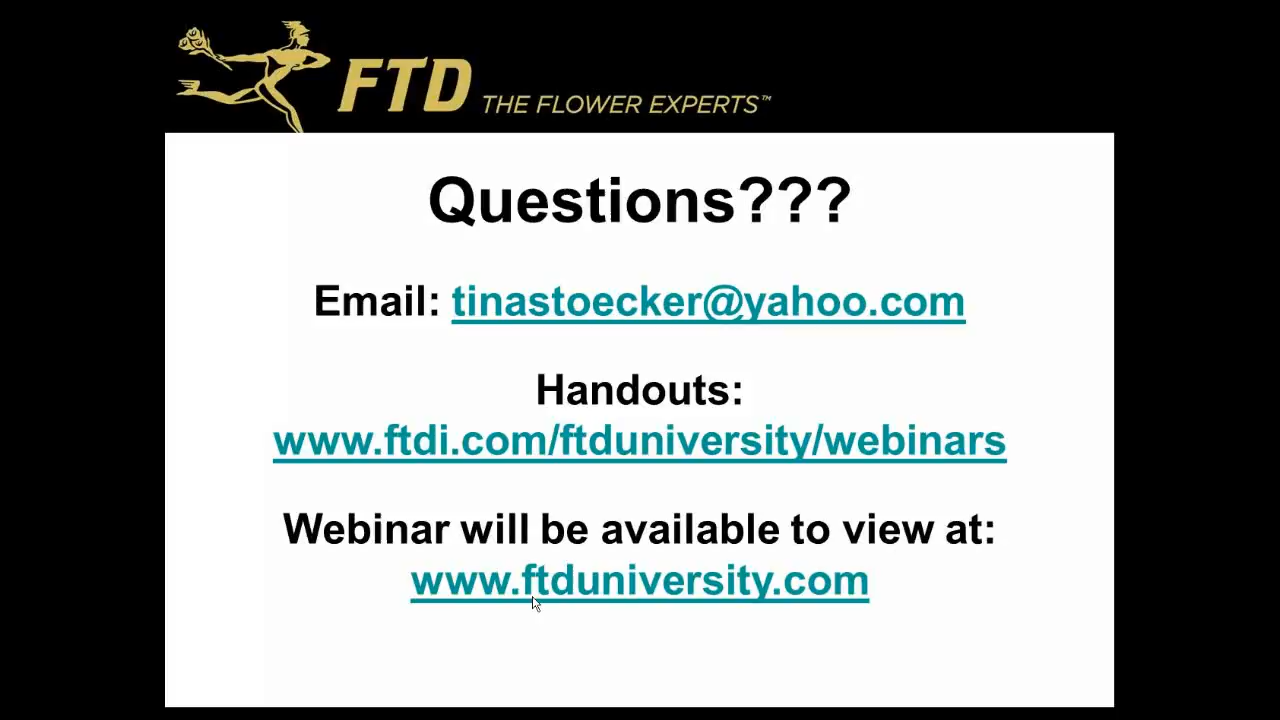 FTD THE FLOWER EXPERTS™
Questions???
Email: tinastoecker@yahoo.com
Handouts:
www.ftdi.com/ftduniversity/webinars
Webinar will be available to view at:
www.ftduniversity.com